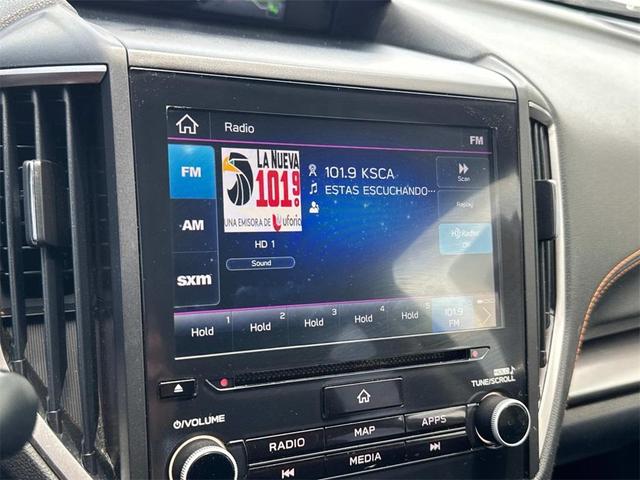 Radio
FM
FM
LA NUEVA
101.9
UNA EMISORA DE uforia
101.9 KSCA
ESTAS ESCUCHANDO...
Scan
AM
Replay
HD 1
HD Radio
On
sxm
Sound
1
2
3
4
5
Hold
Hold
Hold
Hold
Hold
101.9
FM
HOLD
TUNE/SCROLL
VOLUME
RADIO
MAP
APPS
MEDIA